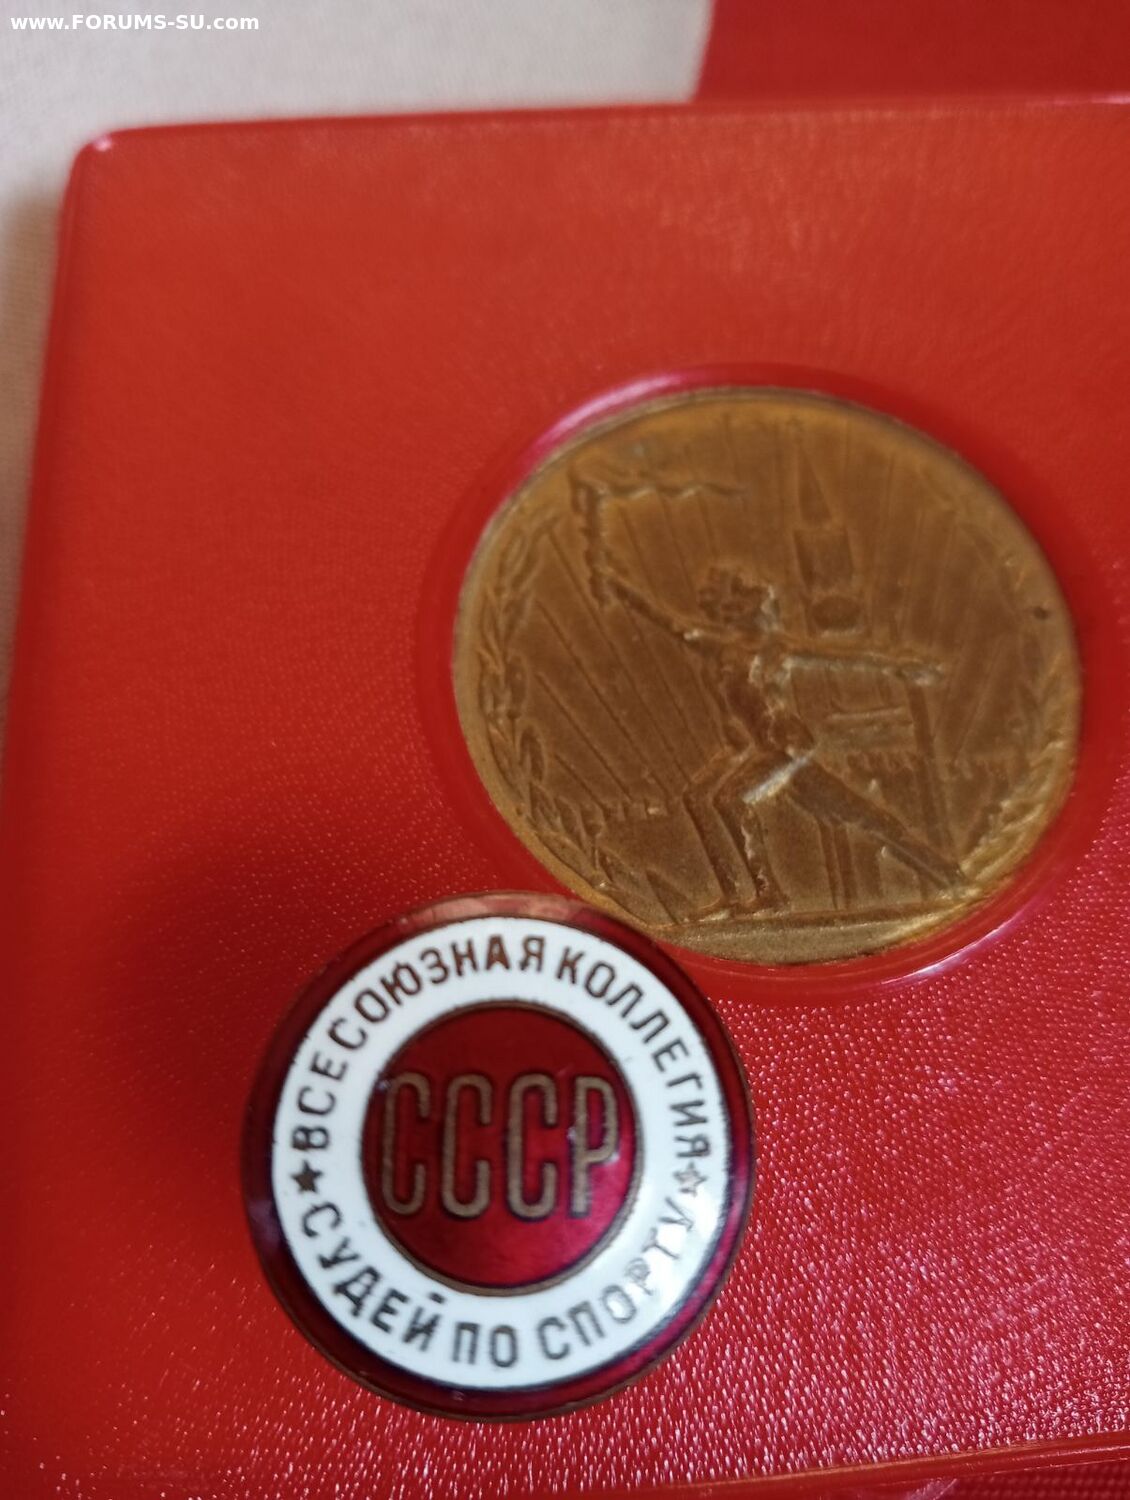 www.FORUMS-SU.com
ВСЕСОЮЗНАЯ КОЛЛЕГИЯ
СССР
СУДЕЙ ПО СПОРТУ